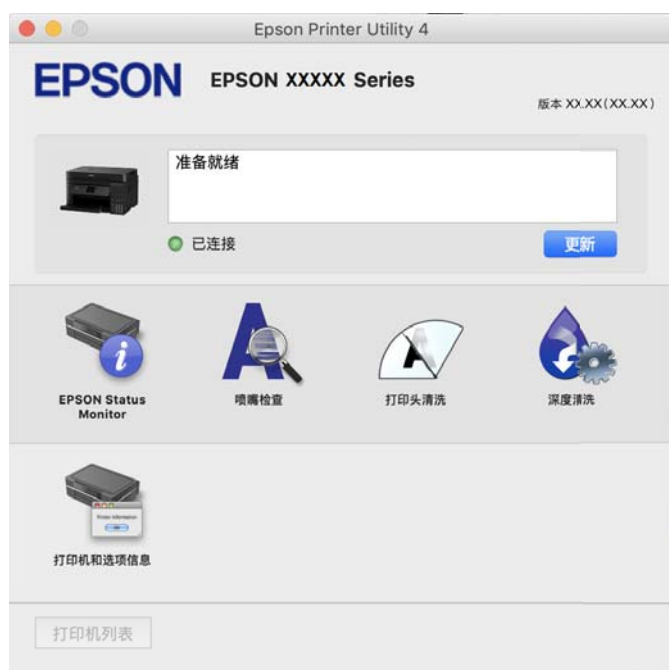 Epson Printer Utility 4
EPSON
EPSON XXXXX Series
版本 XX.XX(XX.XX)
准备就绪
已连接
更新
EPSON Status
Monitor
喷嘴检查
打印头清洗
深度清洗
Printer Information
打印机和选项信息
打印机列表